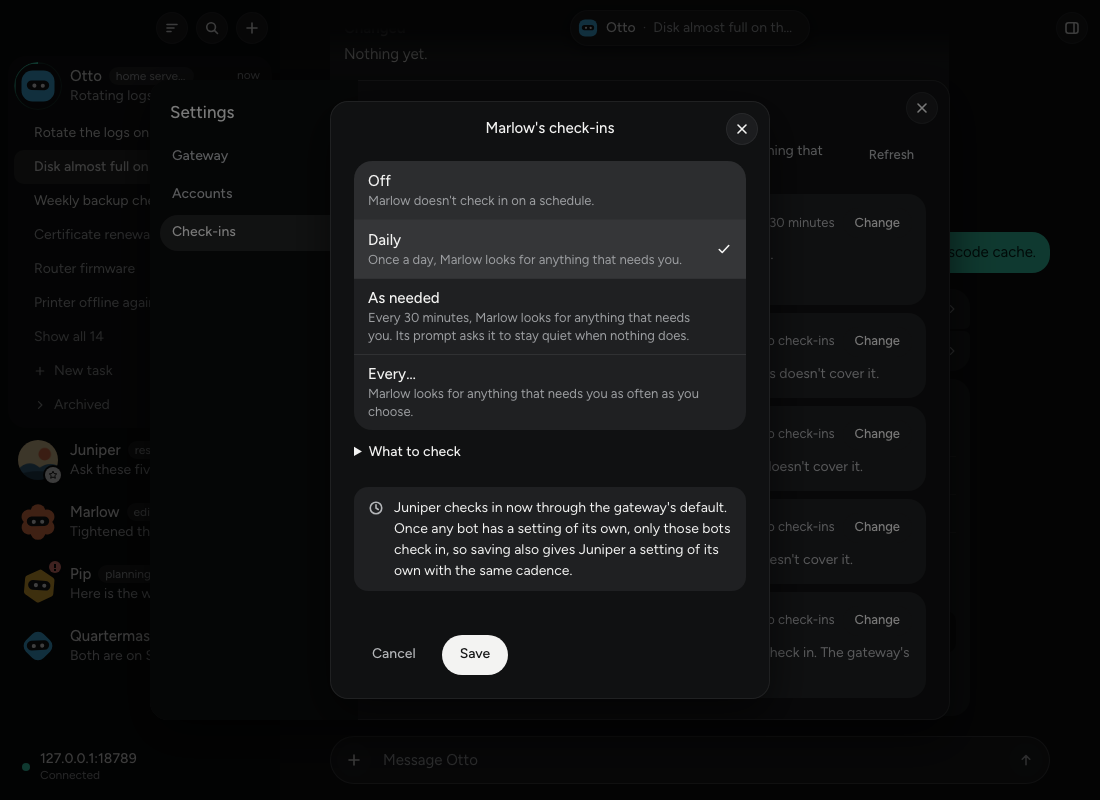 Otto · Disk almost full on th...
Nothing yet.
Otto home serve... now
Rotating logs
Settings
Rotate the logs on
Disk almost full on
Weekly backup che
Certificate renewa
Router firmware
Printer offline again
Show all 14
+ New task
Archived
Gateway
Accounts
Check-ins
Marlow's check-ins
Off
Marlow doesn't check in on a schedule.
Daily
Once a day, Marlow looks for anything that needs you.
As needed
Every 30 minutes, Marlow looks for anything that needs
you. Its prompt asks it to stay quiet when nothing does.
Every...
Marlow looks for anything that needs you as often as you
choose.
What to check
Juniper checks in now through the gateway's default.
Once any bot has a setting of its own, only those bots
check in, so saving also gives Juniper a setting of its
own with the same cadence.
Cancel
Save
ning that
Refresh
30 minutes Change
scode cache.
o check-ins Change
s doesn't cover it.
o check-ins Change
doesn't cover it.
o check-ins Change
esn't cover it.
o check-ins Change
heck in. The gateway's
Juniper res
Ask these five
Marlow edi
Tightened th
Pip planning
Here is the w
Quartermas
Both are on S
127.0.0.1:18789
Connected
Message Otto